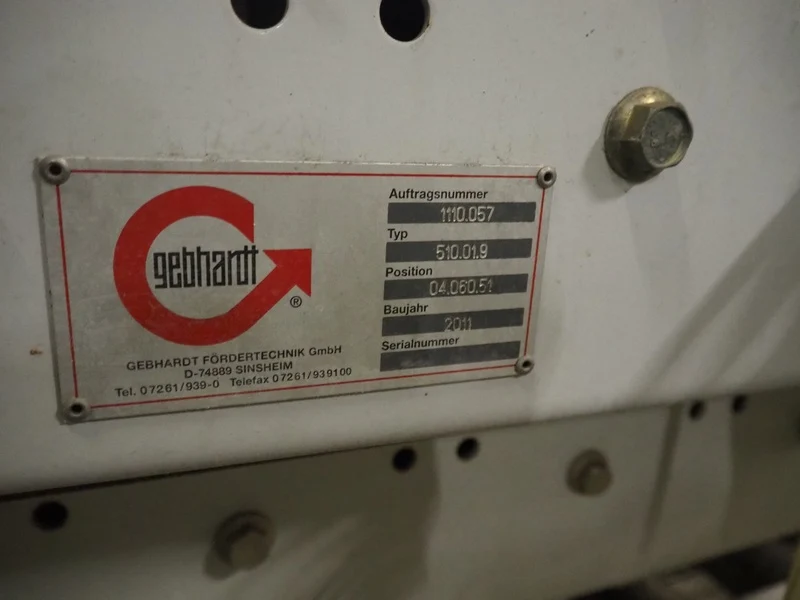 gebhardt
®
GEBHARDT FÖRDERTECHNIK GmbH
D-74889 SINSHEIM
Tel. 07261/939-0 Telefax 07261/939100
Auftragsnummer
1110.057
Typ
510.01.9
Position
04.060.51
Baujahr
2011
Serialnummer